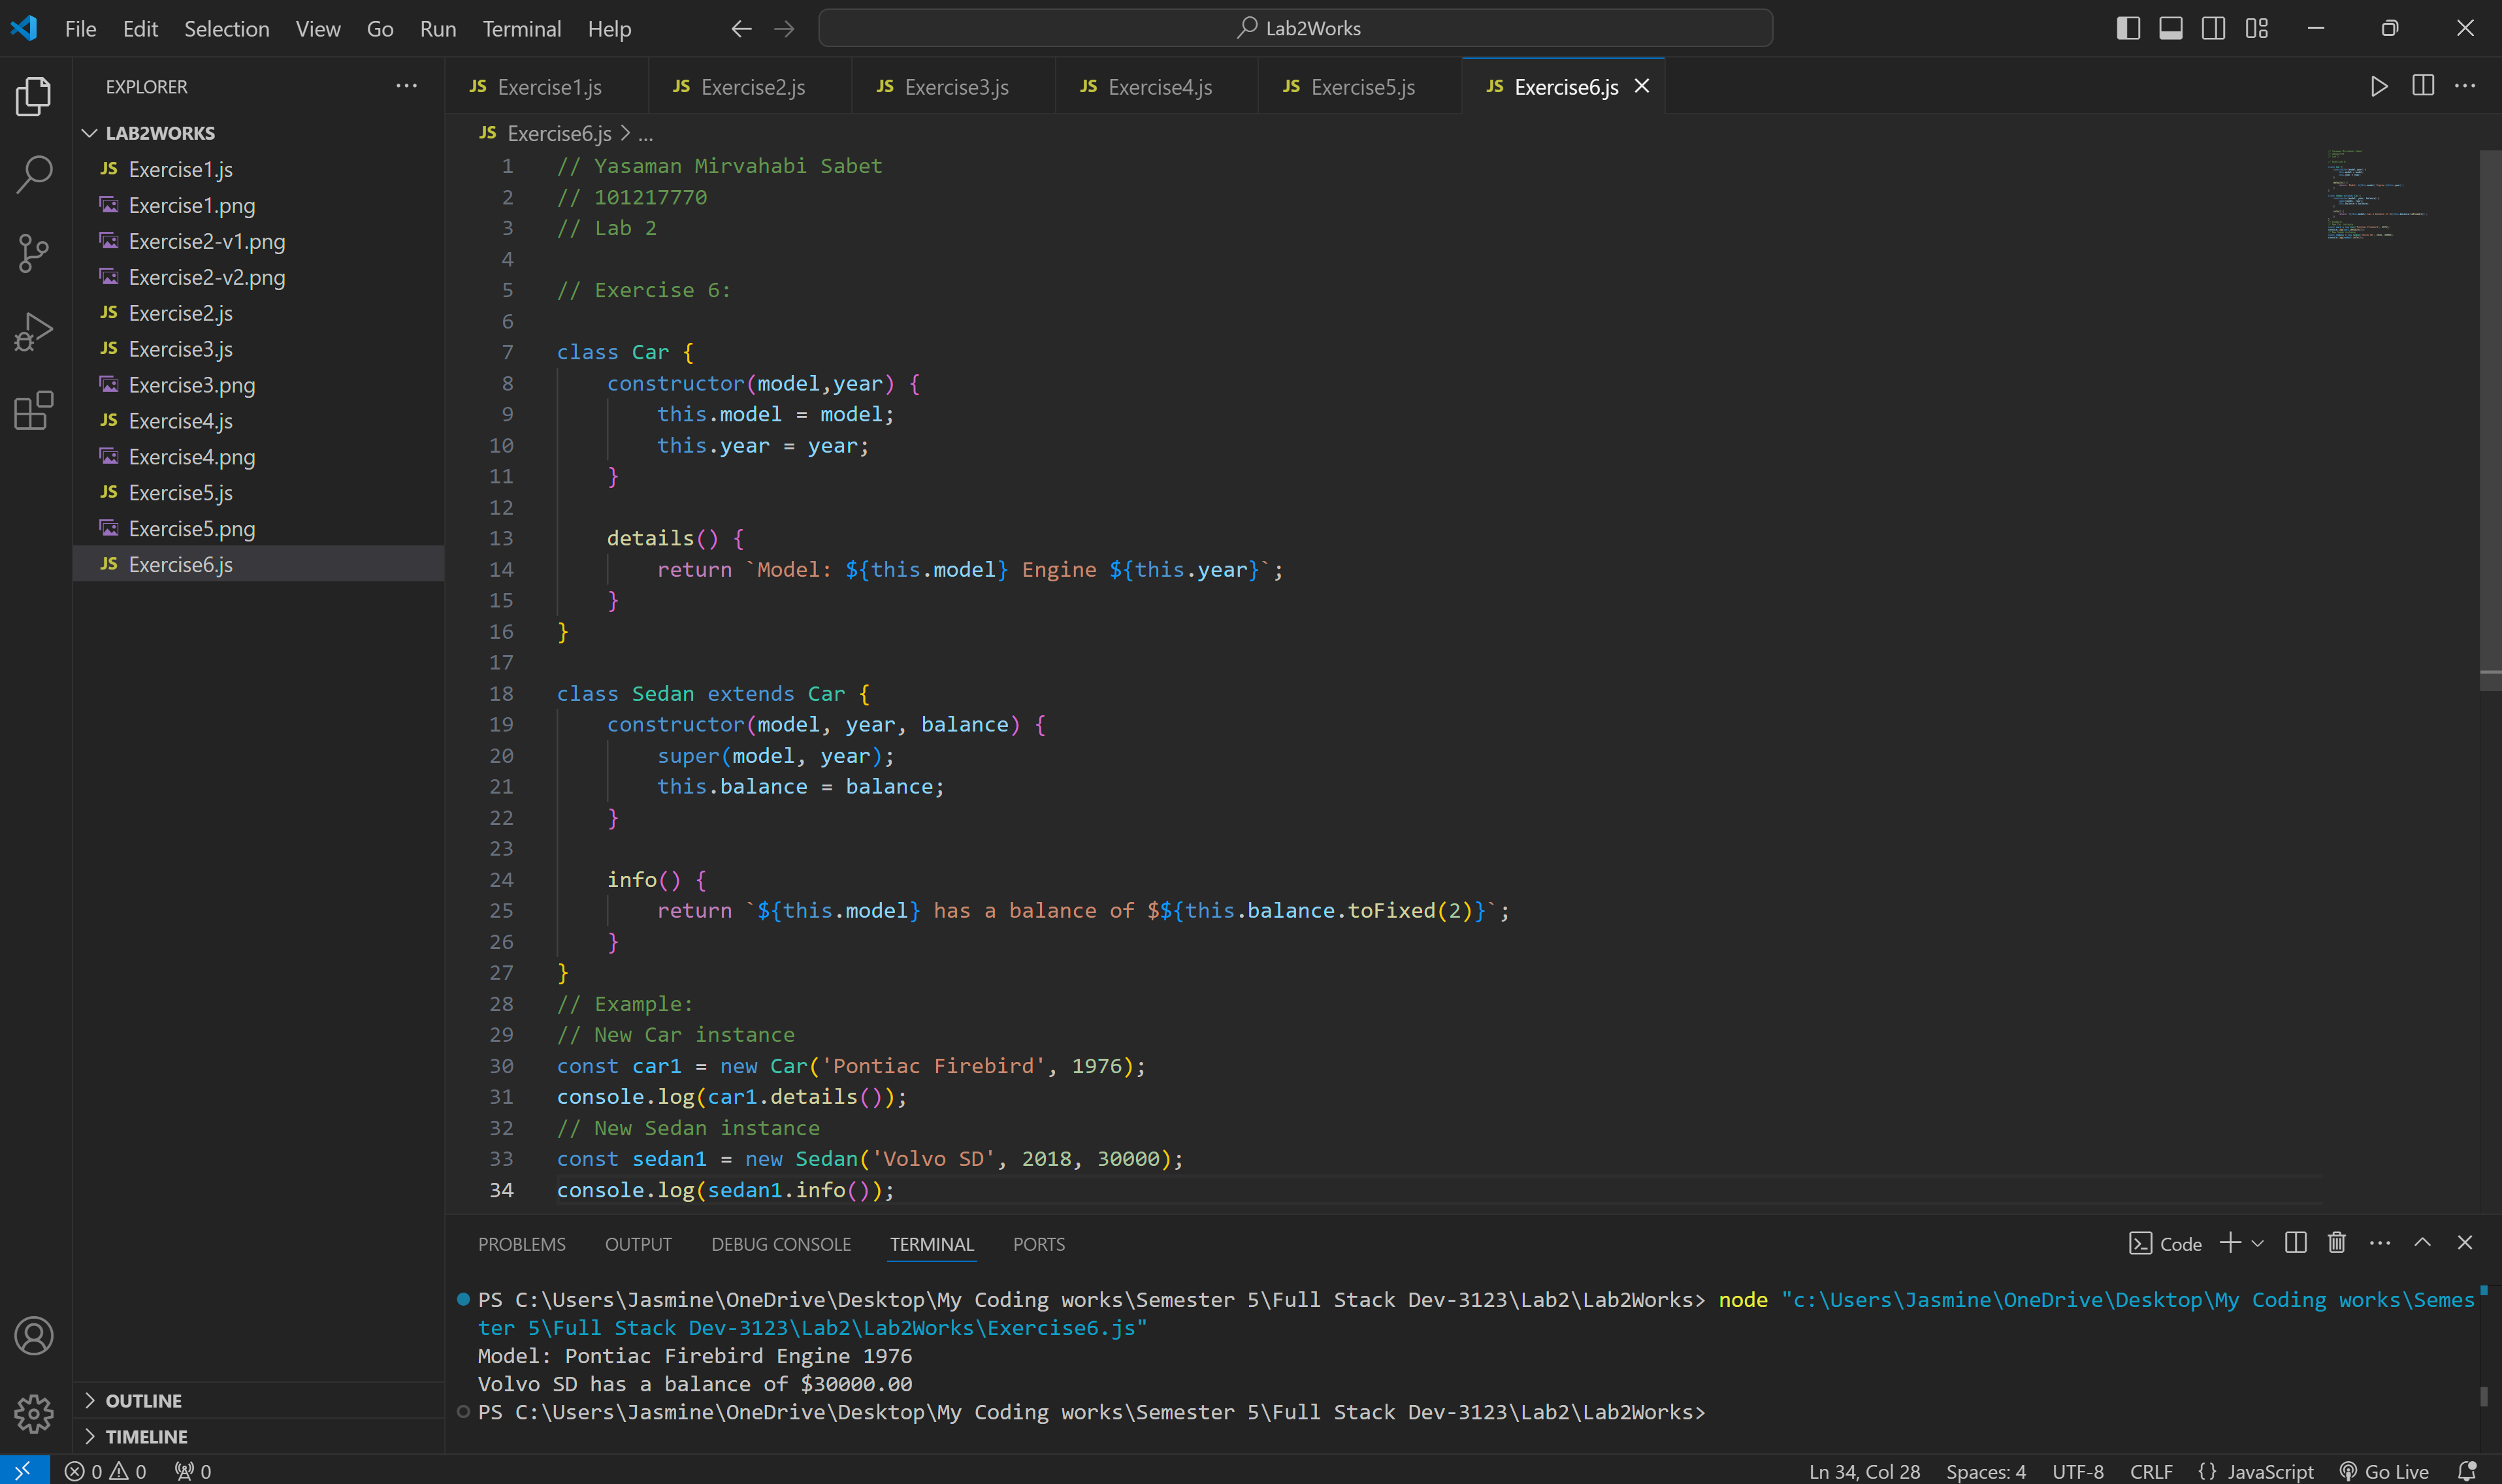 File Edit Selection View Go Run Terminal Help
Lab2Works
EXPLORER
LAB2WORKS
JS Exercise1.js
Exercise1.png
Exercise2-v1.png
Exercise2-v2.png
JS Exercise2.js
JS Exercise3.js
Exercise3.png
JS Exercise4.js
Exercise4.png
JS Exercise5.js
Exercise5.png
JS Exercise6.js
OUTLINE
TIMELINE
JS Exercise1.js JS Exercise2.js JS Exercise3.js JS Exercise4.js JS Exercise5.js JS Exercise6.js
JS Exercise6.js > ...
1 // Yasaman Mirvahabi Sabet
2 // 101217770
3 // Lab 2
4
5 // Exercise 6:
6
7 class Car {
8 constructor(model,year) {
9 this.model = model;
10 this.year = year;
11 }
12
13 details() {
14 return `Model: ${this.model} Engine ${this.year}`;
15 }
16 }
17
18 class Sedan extends Car {
19 constructor(model, year, balance) {
20 super(model, year);
21 this.balance = balance;
22 }
23
24 info() {
25 return `${this.model} has a balance of $${this.balance.toFixed(2)}`;
26 }
27 }
28 // Example:
29 // New Car instance
30 const car1 = new Car('Pontiac Firebird', 1976);
31 console.log(car1.details());
32 // New Sedan instance
33 const sedan1 = new Sedan('Volvo SD', 2018, 30000);
34 console.log(sedan1.info());
PROBLEMS OUTPUT DEBUG CONSOLE TERMINAL PORTS
Code
PS C:\Users\Jasmine\OneDrive\Desktop\My Coding works\Semester 5\Full Stack Dev-3123\Lab2\Lab2Works> node "c:\Users\Jasmine\OneDrive\Desktop\My Coding works\Semes
ter 5\Full Stack Dev-3123\Lab2\Lab2Works\Exercise6.js"
Model: Pontiac Firebird Engine 1976
Volvo SD has a balance of $30000.00
PS C:\Users\Jasmine\OneDrive\Desktop\My Coding works\Semester 5\Full Stack Dev-3123\Lab2\Lab2Works>
0 0 0
Ln 34, Col 28 Spaces: 4 UTF-8 CRLF {} JavaScript Go Live